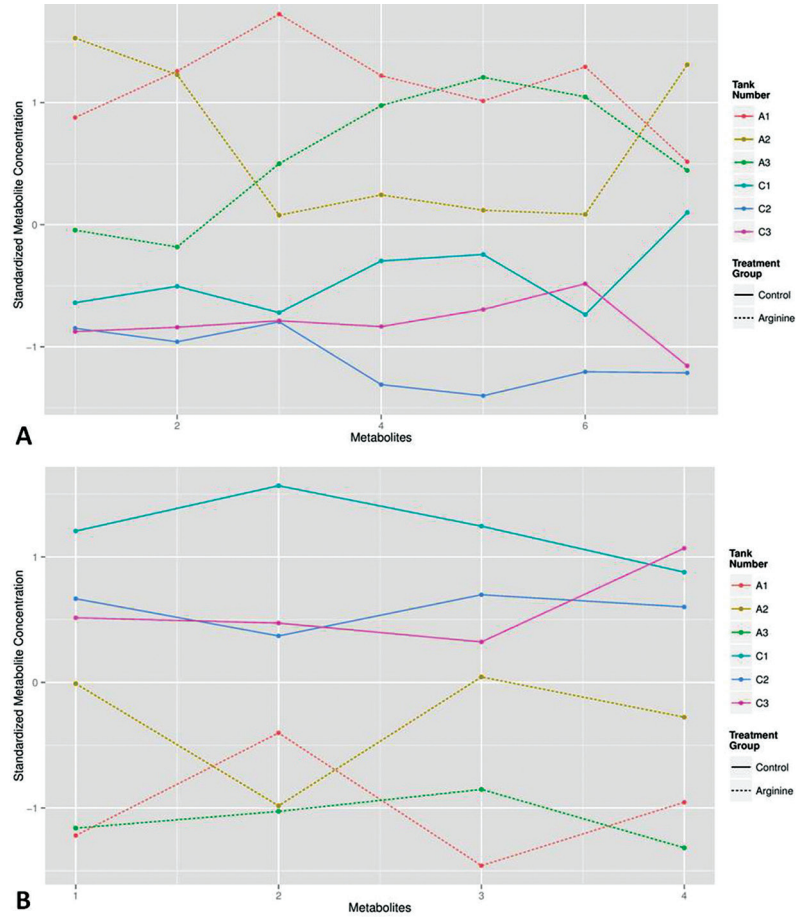 1
0
−1
Standardized Metabolite Concentration
2
4
6
Metabolites
A
Tank
Number
A1
A2
A3
C1
C2
C3
Treatment
Group
Control
Arginine
1
0
−1
Standardized Metabolite Concentration
1
2
3
4
Metabolites
B
Tank
Number
A1
A2
A3
C1
C2
C3
Treatment
Group
Control
Arginine